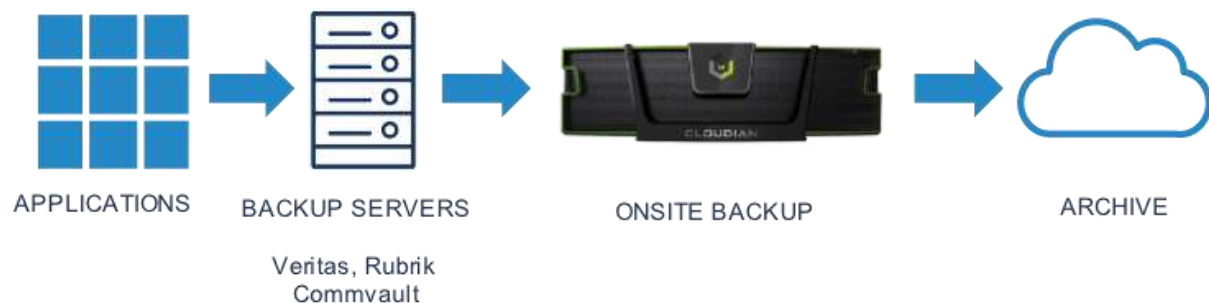 CLOUDIAN
APPLICATIONS
BACKUP SERVERS
ONSITE BACKUP
ARCHIVE
Veritas, Rubrik
Commvault